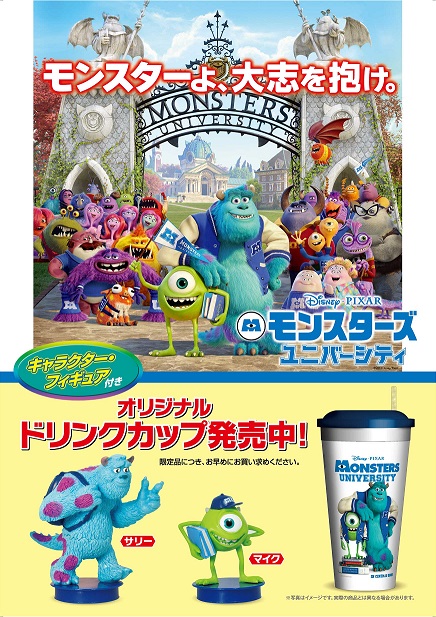 モンスターよ、大志を抱け。
MONSTERS
UNIVERSITY
Disney・PIXAR
モンスターズ
ユニバーシティ
キャラクター・
フィギュア付き
オリジナル
ドリンクカップ発売中!
限定品につき、お早めにお買い求めください。
サリー
マイク
Disney・PIXAR
MONSTERS
UNIVERSITY
※写真はイメージです。実際の商品とは異なる場合があります。